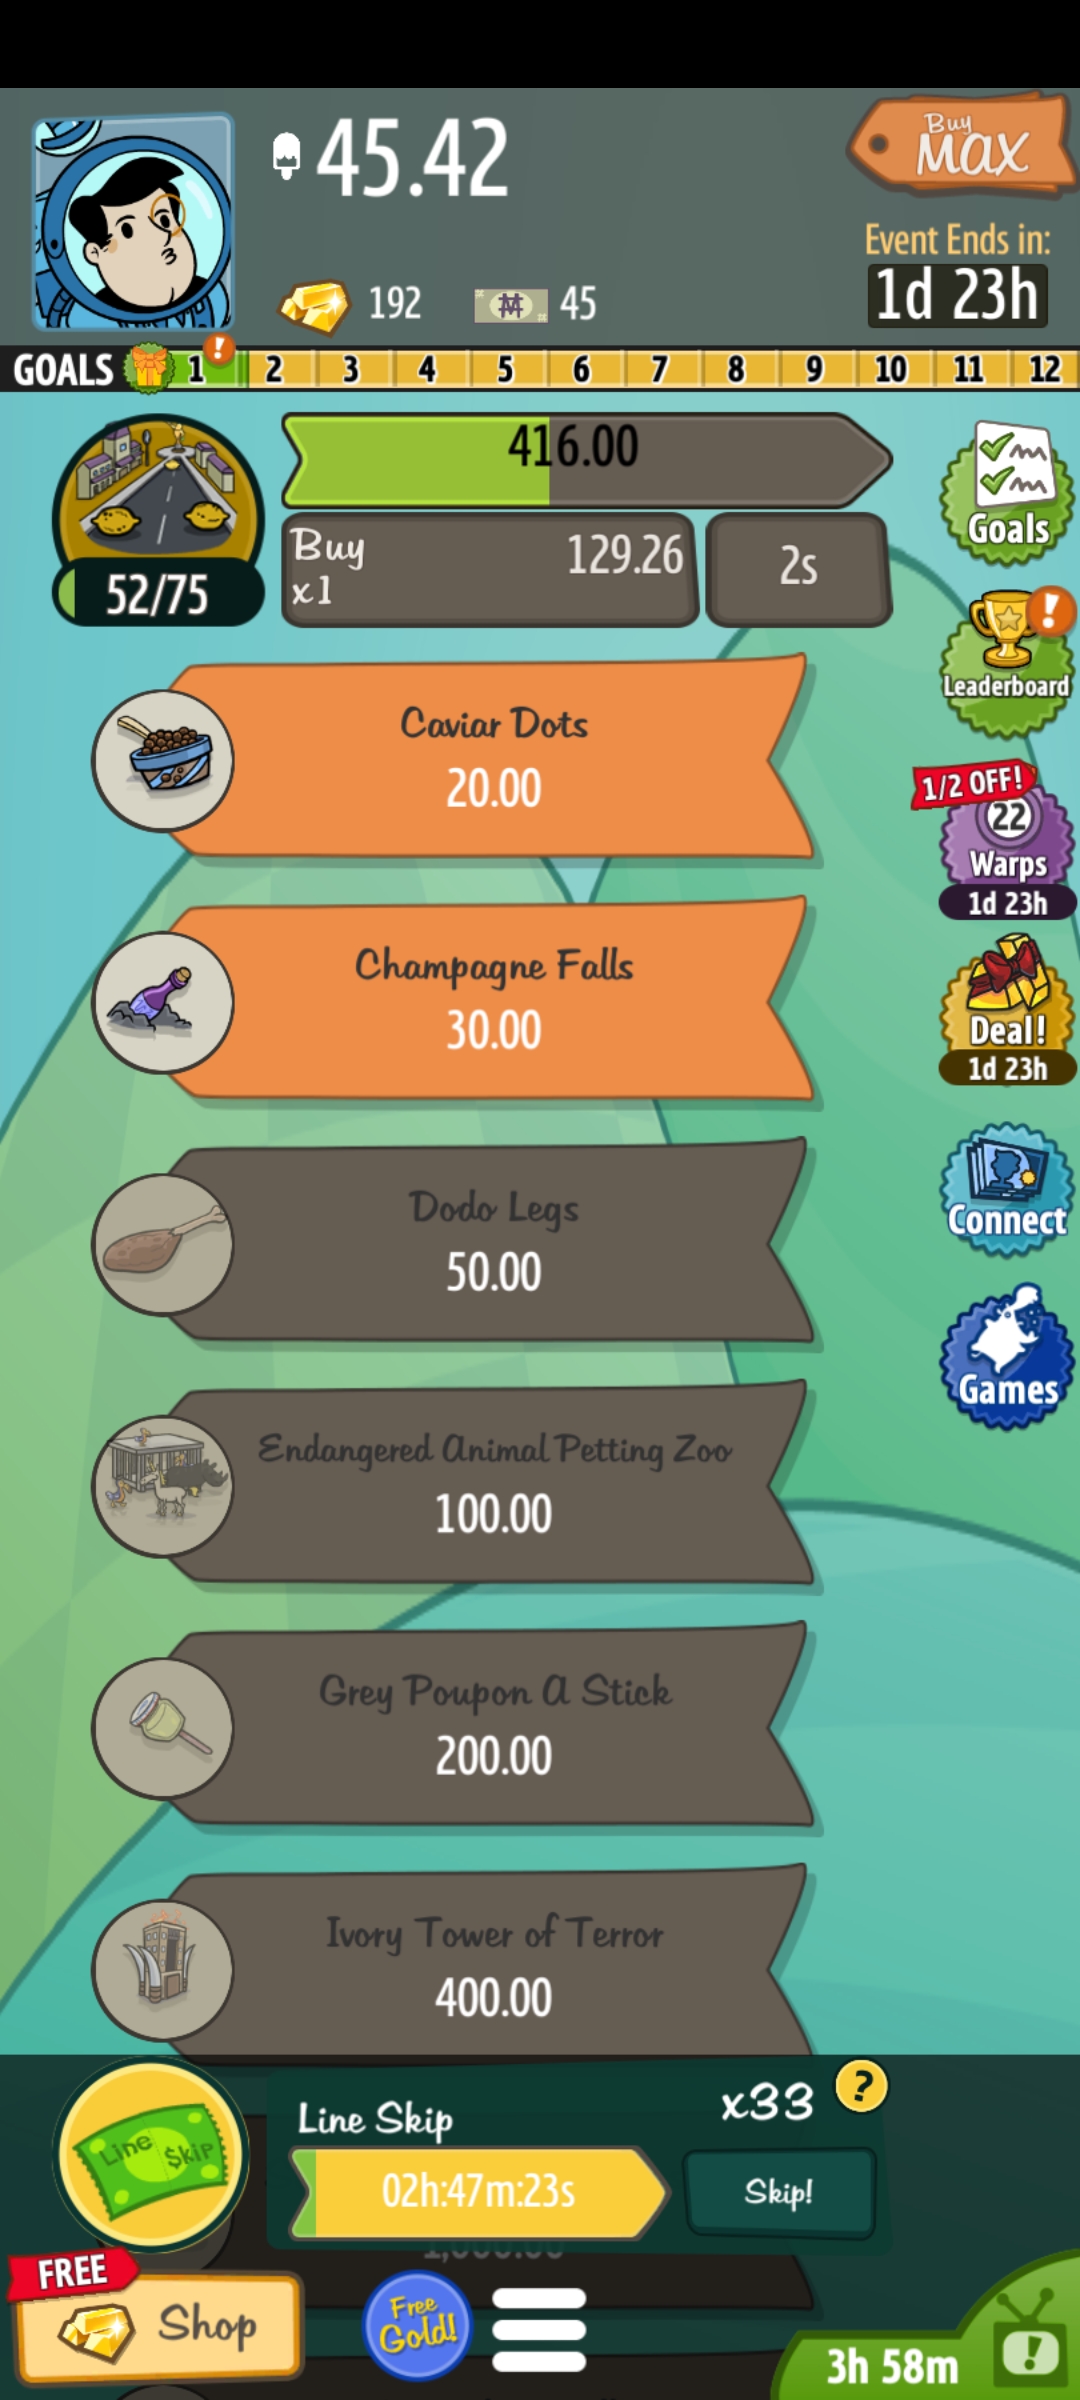 45.42
Buy
MAX
192
45
Event Ends in:
1d 23h
GOALS 1 ! 2 3 4 5 6 7 8 9 10 11 12
416.00
Buy
x1
129.26
2s
52/75
Goals
!
Leaderboard
Caviar Dots
20.00
1/2 OFF!
22
Warps
1d 23h
Champagne Falls
30.00
Deal!
1d 23h
Dodo Legs
50.00
Connect
Endangered Animal Petting Zoo
100.00
Games
Grey Poupon A Stick
200.00
Ivory Tower of Terror
400.00
Line $kip
Line Skip
x33
?
02h:47m:23s
Skip!
FREE
Shop
Free
Gold!
3h 58m
!